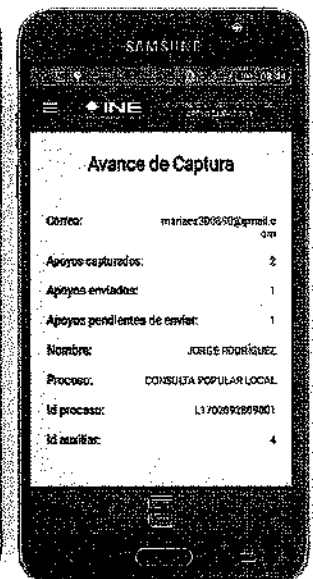 SAMSUNG
INE
Avance de Captura
Correo:
Apoyos capturados: 2
Apoyos enviados: 1
Apoyos pendientes de enviar: 1
Nombre: JORGE RODRÍGUEZ
Proceso: CONSULTA POPULAR LOCAL
Id proceso:
Id auxiliar: 4